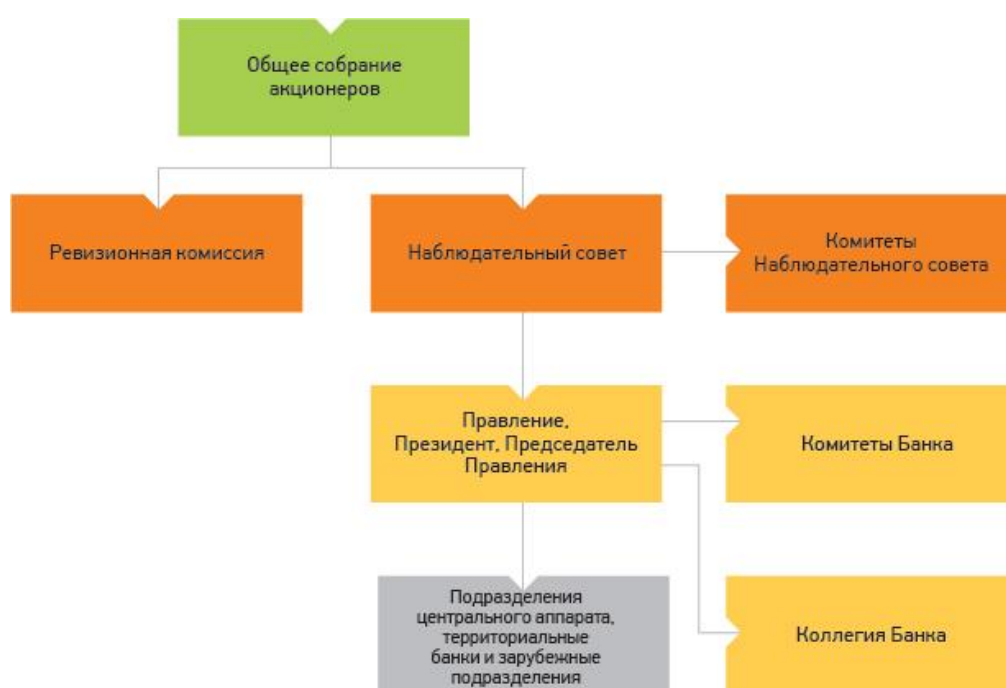 Общее собрание
акционеров
Ревизионная комиссия
Наблюдательный совет
Комитеты
Наблюдательного совета
Правление,
Президент, Председатель
Правления
Комитеты Банка
Подразделения
центрального аппарата,
территориальные
банки и зарубежные
подразделения
Коллегия Банка